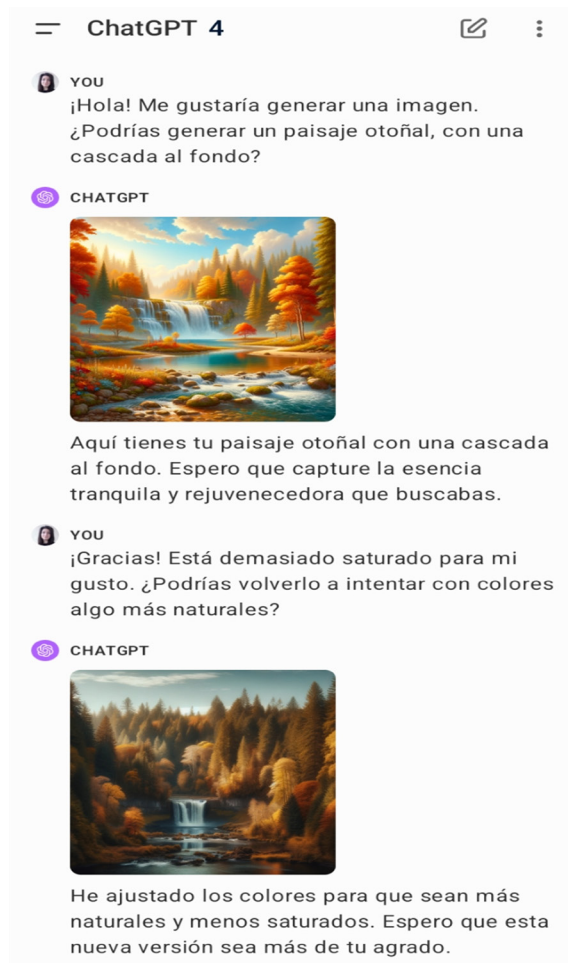 ChatGPT 4
YOU
¡Hola! Me gustaría generar una imagen.
¿Podrías generar un paisaje otoñal, con una
cascada al fondo?
CHATGPT
Aquí tienes tu paisaje otoñal con una cascada
al fondo. Espero que capture la esencia
tranquila y rejuvenecedora que buscabas.
YOU
¡Gracias! Está demasiado saturado para mi
gusto. ¿Podrías volverlo a intentar con colores
algo más naturales?
CHATGPT
He ajustado los colores para que sean más
naturales y menos saturados. Espero que esta
nueva versión sea más de tu agrado.